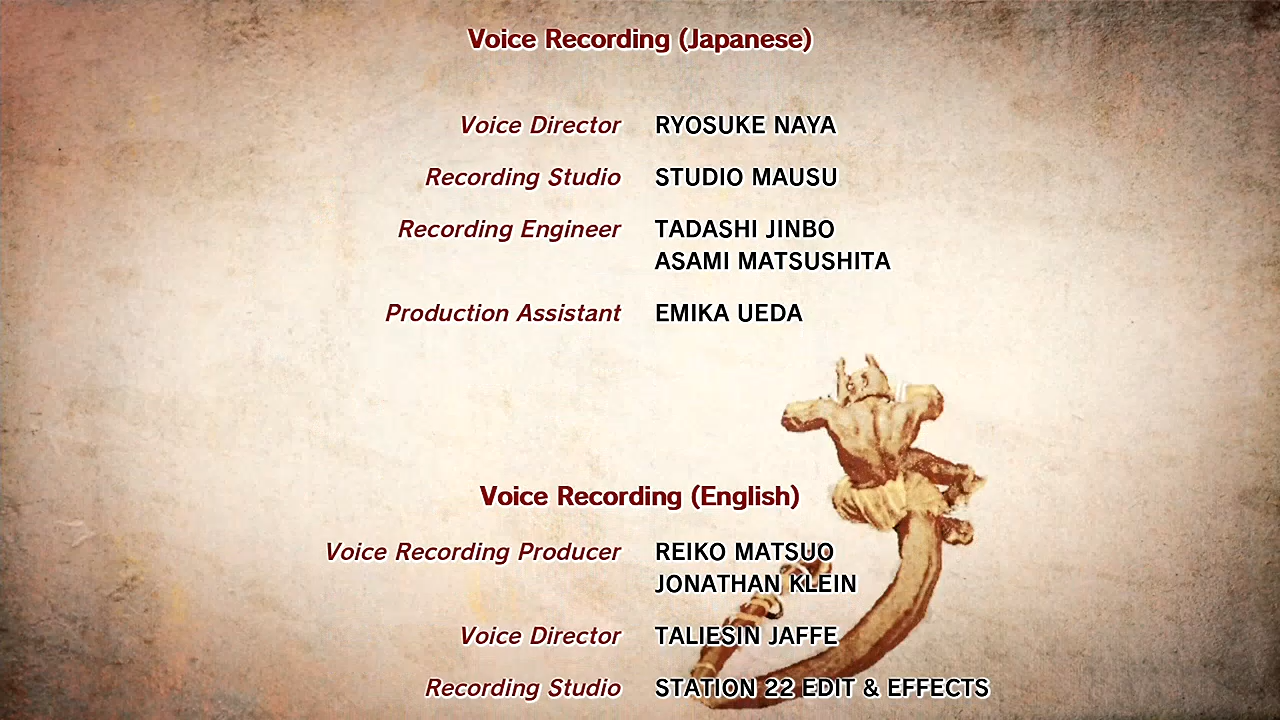 Voice Recording (Japanese)
Voice Director RYOSUKE NAYA
Recording Studio STUDIO MAUSU
Recording Engineer TADASHI JINBO
ASAMI MATSUSHITA
Production Assistant EMIKA UEDA
Voice Recording (English)
Voice Recording Producer REIKO MATSUO
JONATHAN KLEIN
Voice Director TALIESIN JAFFE
Recording Studio STATION 22 EDIT & EFFECTS